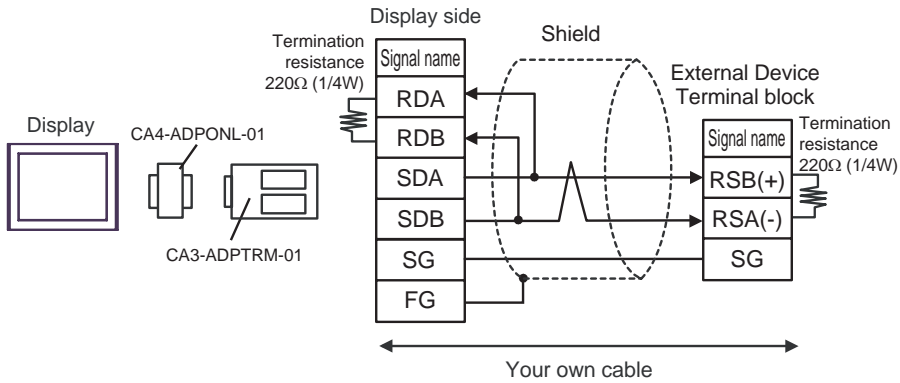 Display side
Shield
Termination
resistance
220Ω (1/4W)
Signal name
RDA
RDB
SDA
SDB
SG
FG
External Device
Terminal block
Signal name
RSB(+)
RSA(-)
SG
Termination
resistance
220Ω (1/4W)
Display
CA4-ADPONL-01
CA3-ADPTRM-01
Your own cable